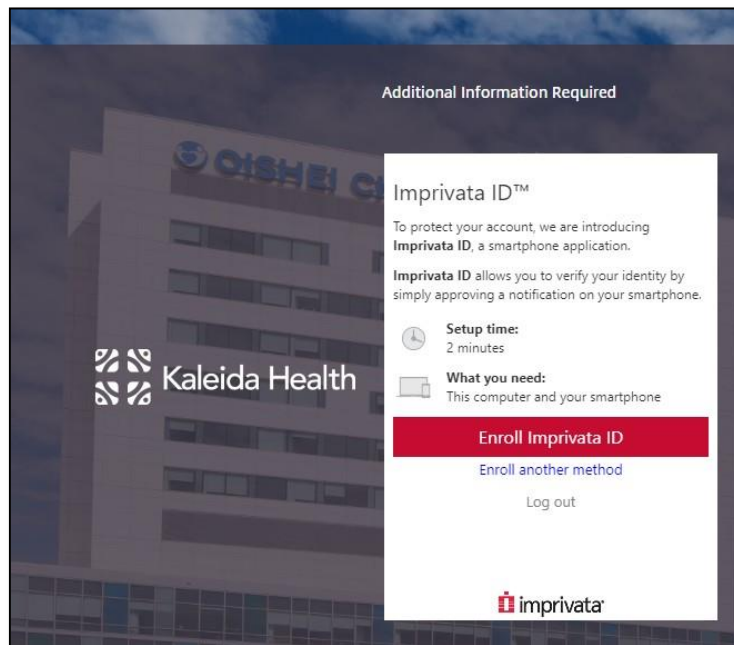 Additional Information Required
OISHEI
Imprivata ID™
To protect your account, we are introducing
Imprivata ID, a smartphone application.
Imprivata ID allows you to verify your identity by
simply approving a notification on your smartphone.
Setup time:
2 minutes
What you need:
This computer and your smartphone
Kaleida Health
Enroll Imprivata ID
Enroll another method
Log out
imprivata